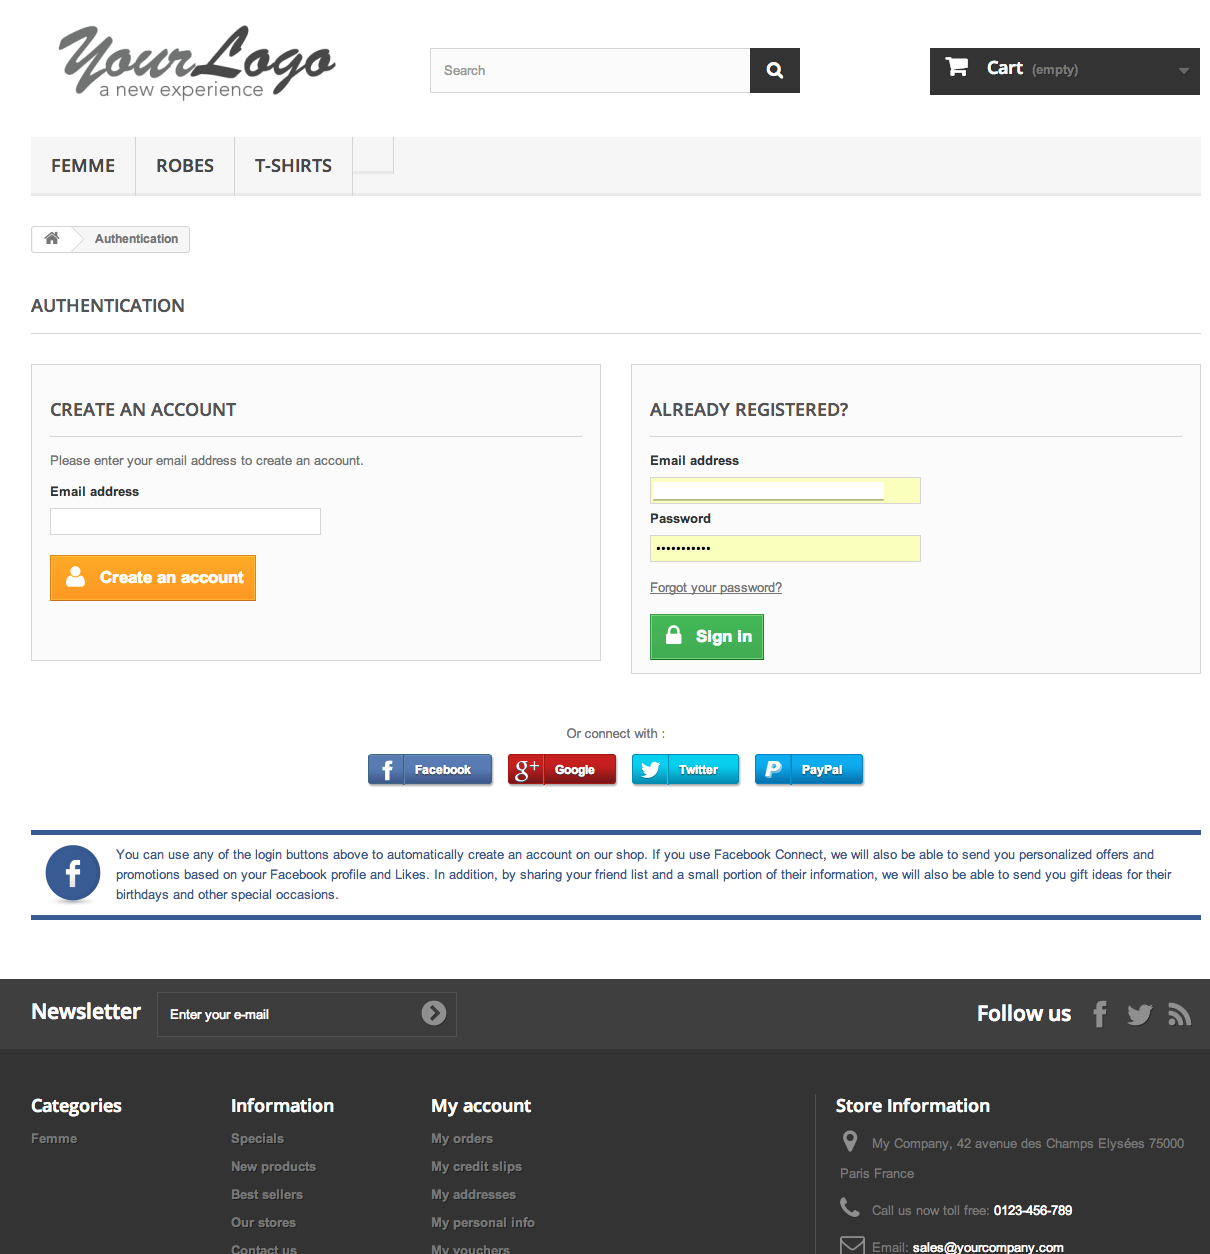 YourLogo
a new experience
Search
Cart (empty)
FEMME ROBES T-SHIRTS
Authentication
AUTHENTICATION
CREATE AN ACCOUNT
Please enter your email address to create an account.
Email address
Create an account
ALREADY REGISTERED?
Email address
Password
•••••••••••
Forgot your password?
Sign in
Or connect with :
Facebook
Google
Twitter
PayPal
You can use any of the login buttons above to automatically create an account on our shop. If you use Facebook Connect, we will also be able to send you personalized offers and
promotions based on your Facebook profile and Likes. In addition, by sharing your friend list and a small portion of their information, we will also be able to send you gift ideas for their
birthdays and other special occasions.
Newsletter
Enter your e-mail
Follow us
Categories
Femme
Information
Specials
New products
Best sellers
Our stores
Contact us
My account
My orders
My credit slips
My addresses
My personal info
My vouchers
Store Information
My Company, 42 avenue des Champs Elysées 75000
Paris France
Call us now toll free: 0123-456-789
Email: sales@yourcompany.com